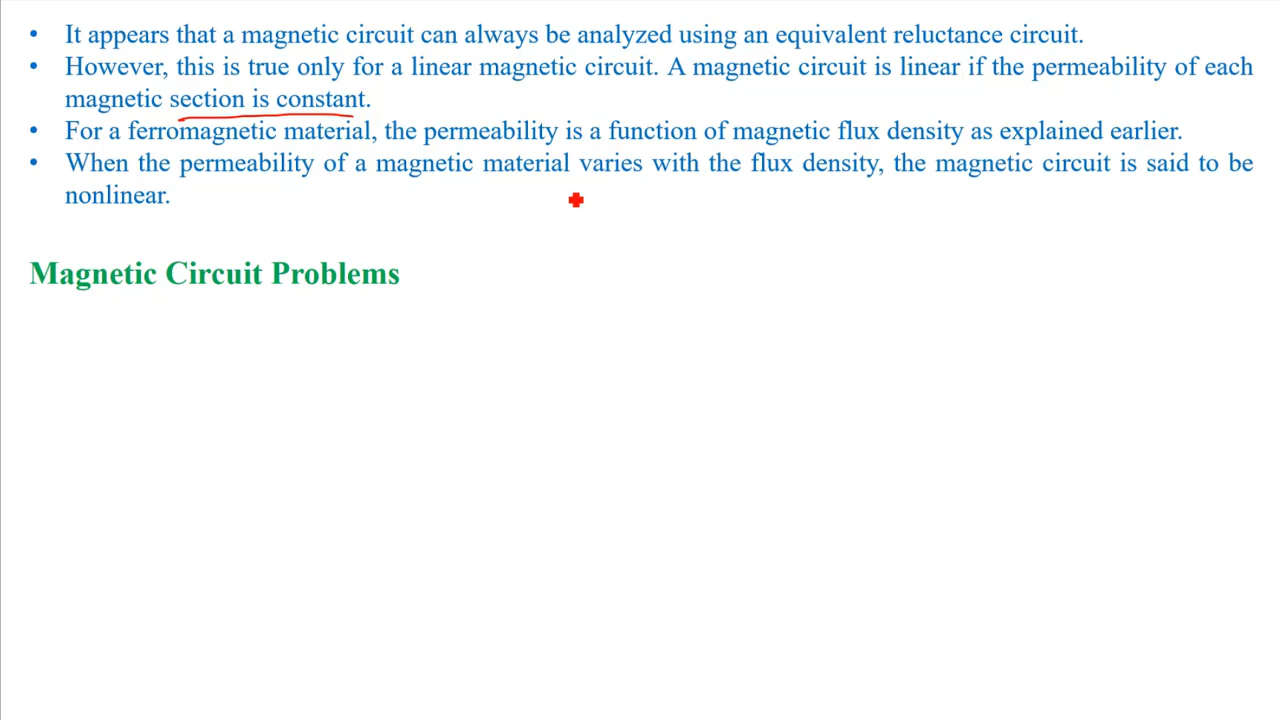 • It appears that a magnetic circuit can always be analyzed using an equivalent reluctance circuit.
• However, this is true only for a linear magnetic circuit. A magnetic circuit is linear if the permeability of each
magnetic section is constant.
• For a ferromagnetic material, the permeability is a function of magnetic flux density as explained earlier.
• When the permeability of a magnetic material varies with the flux density, the magnetic circuit is said to be
nonlinear.
Magnetic Circuit Problems